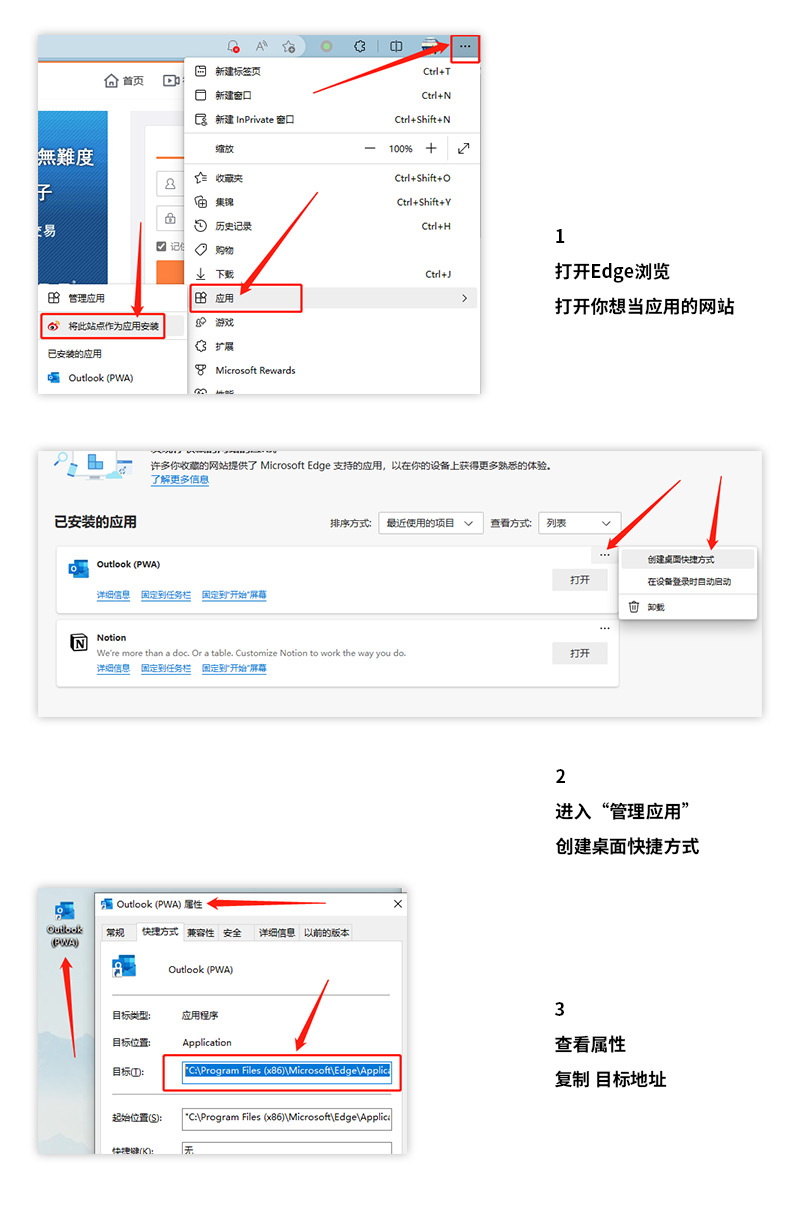 首页
新建标签页 Ctrl+T
新建窗口 Ctrl+N
新建 InPrivate 窗口 Ctrl+Shift+N
缩放 — 100% +
收藏夹 Ctrl+Shift+O
集锦 Ctrl+Shift+Y
历史记录 Ctrl+H
购物
下载 Ctrl+J
应用
游戏
扩展
Microsoft Rewards
無難度
子
交易
管理应用
将此站点作为应用安装
已安装的应用
Outlook (PWA)
1
打开Edge浏览
打开你想当应用的网站
许多你收藏的网站提供了 Microsoft Edge 支持的应用，以在你的设备上获得更多熟悉的体验。
了解更多信息
已安装的应用
排序方式: 最近使用的项目 查看方式: 列表
Outlook (PWA)
详细信息 固定到任务栏 固定到"开始"屏幕
打开
创建桌面快捷方式
在设备登录时自动启动
卸载
Notion
We're more than a doc. Or a table. Customize Notion to work the way you do.
详细信息 固定到任务栏 固定到"开始"屏幕
打开
2
进入“管理应用”
创建桌面快捷方式
Outlook
(PWA)
Outlook (PWA) 属性
常规 快捷方式 兼容性 安全 详细信息 以前的版本
Outlook (PWA)
目标类型: 应用程序
目标位置: Application
目标(T): "C:\Program Files (x86)\Microsoft\Edge\Applica
起始位置(S): "C:\Program Files (x86)\Microsoft\Edge\Applica
快捷键(K): 无
3
查看属性
复制 目标地址